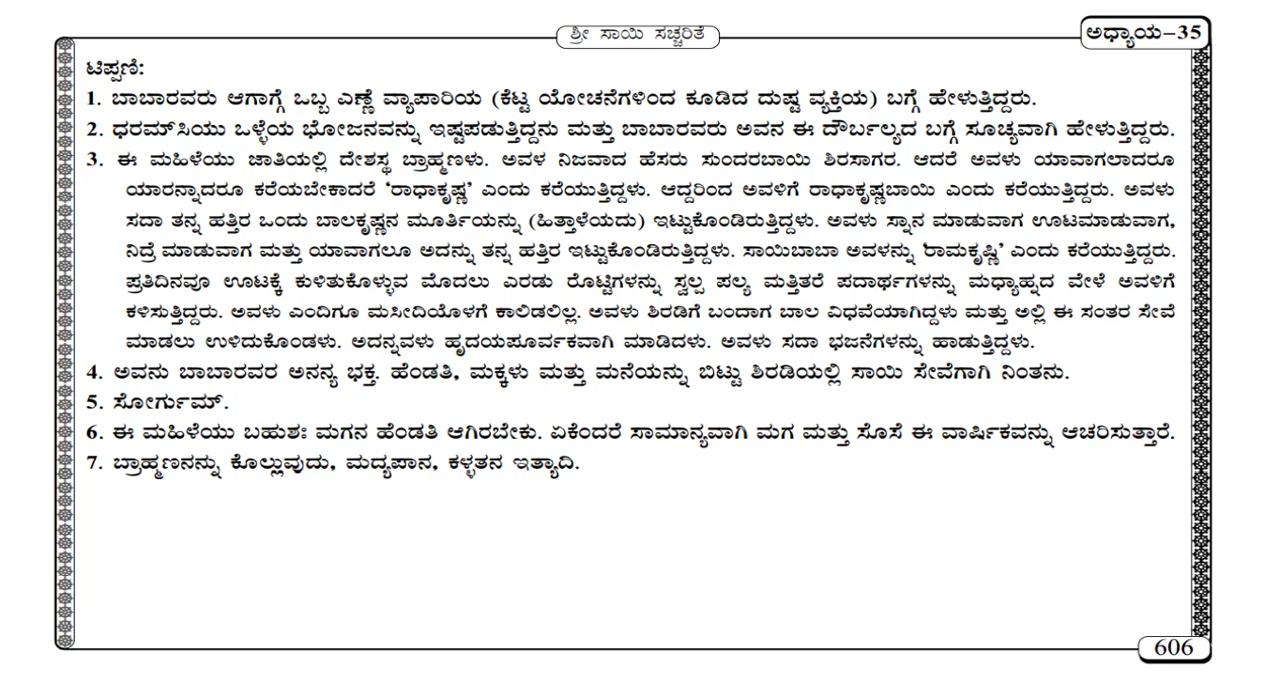 ಶ್ರೀ ಸಾಯಿ ಸಚ್ಚರಿತೆ
ಅಧ್ಯಾಯ-35
ಟಿಪ್ಪಣಿ:
1. ಬಾಬಾರವರು ಆಗಾಗ್ಗೆ ಒಬ್ಬ ಎಣ್ಣೆ ವ್ಯಾಪಾರಿಯ (ಕೆಟ್ಟ ಯೋಚನೆಗಳಿಂದ ಕೂಡಿದ ದುಷ್ಟ ವ್ಯಕ್ತಿಯ) ಬಗ್ಗೆ ಹೇಳುತ್ತಿದ್ದರು.
2. ಧರಮ್‌ಸಿಯು ಒಳ್ಳೆಯ ಭೋಜನವನ್ನು ಇಷ್ಟಪಡುತ್ತಿದ್ದನು ಮತ್ತು ಬಾಬಾರವರು ಅವನ ಈ ದೌರ್ಬಲ್ಯದ ಬಗ್ಗೆ ಸೂಚ್ಯವಾಗಿ ಹೇಳುತ್ತಿದ್ದರು.
3. ಈ ಮಹಿಳೆಯು ಜಾತಿಯಲ್ಲಿ ದೇಶಸ್ಥ ಬ್ರಾಹ್ಮಣಳು. ಅವಳ ನಿಜವಾದ ಹೆಸರು ಸುಂದರಬಾಯಿ ಶಿರಸಾಗರ. ಆದರೆ ಅವಳು ಯಾವಾಗಲಾದರೂ
ಯಾರನ್ನಾದರೂ ಕರೆಯಬೇಕಾದರೆ ‘ರಾಧಾಕೃಷ್ಣ’ ಎಂದು ಕರೆಯುತ್ತಿದ್ದಳು. ಆದ್ದರಿಂದ ಅವಳಿಗೆ ರಾಧಾಕೃಷ್ಣಬಾಯಿ ಎಂದು ಕರೆಯುತ್ತಿದ್ದರು. ಅವಳು
ಸದಾ ತನ್ನ ಹತ್ತಿರ ಒಂದು ಬಾಲಕೃಷ್ಣನ ಮೂರ್ತಿಯನ್ನು (ಹಿತ್ತಾಳೆಯದು) ಇಟ್ಟುಕೊಂಡಿರುತ್ತಿದ್ದಳು. ಅವಳು ಸ್ನಾನ ಮಾಡುವಾಗ ಊಟಮಾಡುವಾಗ,
ನಿದ್ರೆ ಮಾಡುವಾಗ ಮತ್ತು ಯಾವಾಗಲೂ ಅದನ್ನು ತನ್ನ ಹತ್ತಿರ ಇಟ್ಟುಕೊಂಡಿರುತ್ತಿದ್ದಳು. ಸಾಯಿಬಾಬಾ ಅವಳನ್ನು ‘ರಾಮಕೃಷ್ಣಿ’ ಎಂದು ಕರೆಯುತ್ತಿದ್ದರು.
ಪ್ರತಿದಿನವೂ ಊಟಕ್ಕೆ ಕುಳಿತುಕೊಳ್ಳುವ ಮೊದಲು ಎರಡು ರೊಟ್ಟಿಗಳನ್ನು ಸ್ವಲ್ಪ ಪಲ್ಯ ಮತ್ತಿತರೆ ಪದಾರ್ಥಗಳನ್ನು ಮಧ್ಯಾಹ್ನದ ವೇಳೆ ಅವಳಿಗೆ
ಕಳಿಸುತ್ತಿದ್ದರು. ಅವಳು ಎಂದಿಗೂ ಮಸೀದಿಯೊಳಗೆ ಕಾಲಿಡಲಿಲ್ಲ. ಅವಳು ಶಿರಡಿಗೆ ಬಂದಾಗ ಬಾಲ ವಿಧವೆಯಾಗಿದ್ದಳು ಮತ್ತು ಅಲ್ಲಿ ಈ ಸಂತರ ಸೇವೆ
ಮಾಡಲು ಉಳಿದುಕೊಂಡಳು. ಅದನ್ನವಳು ಹೃದಯಪೂರ್ವಕವಾಗಿ ಮಾಡಿದಳು. ಅವಳು ಸದಾ ಭಜನೆಗಳನ್ನು ಹಾಡುತ್ತಿದ್ದಳು.
4. ಅವನು ಬಾಬಾರವರ ಅನನ್ಯ ಭಕ್ತ. ಹೆಂಡತಿ, ಮಕ್ಕಳು ಮತ್ತು ಮನೆಯನ್ನು ಬಿಟ್ಟು ಶಿರಡಿಯಲ್ಲಿ ಸಾಯಿ ಸೇವೆಗಾಗಿ ನಿಂತನು.
5. ಸೋರ್ಗುಮ್.
6. ಈ ಮಹಿಳೆಯು ಬಹುಶಃ ಮಗನ ಹೆಂಡತಿ ಆಗಿರಬೇಕು. ಏಕೆಂದರೆ ಸಾಮಾನ್ಯವಾಗಿ ಮಗ ಮತ್ತು ಸೊಸೆ ಈ ವಾರ್ಷಿಕವನ್ನು ಆಚರಿಸುತ್ತಾರೆ.
7. ಬ್ರಾಹ್ಮಣನನ್ನು ಕೊಲ್ಲುವುದು, ಮದ್ಯಪಾನ, ಕಳ್ಳತನ ಇತ್ಯಾದಿ.
606